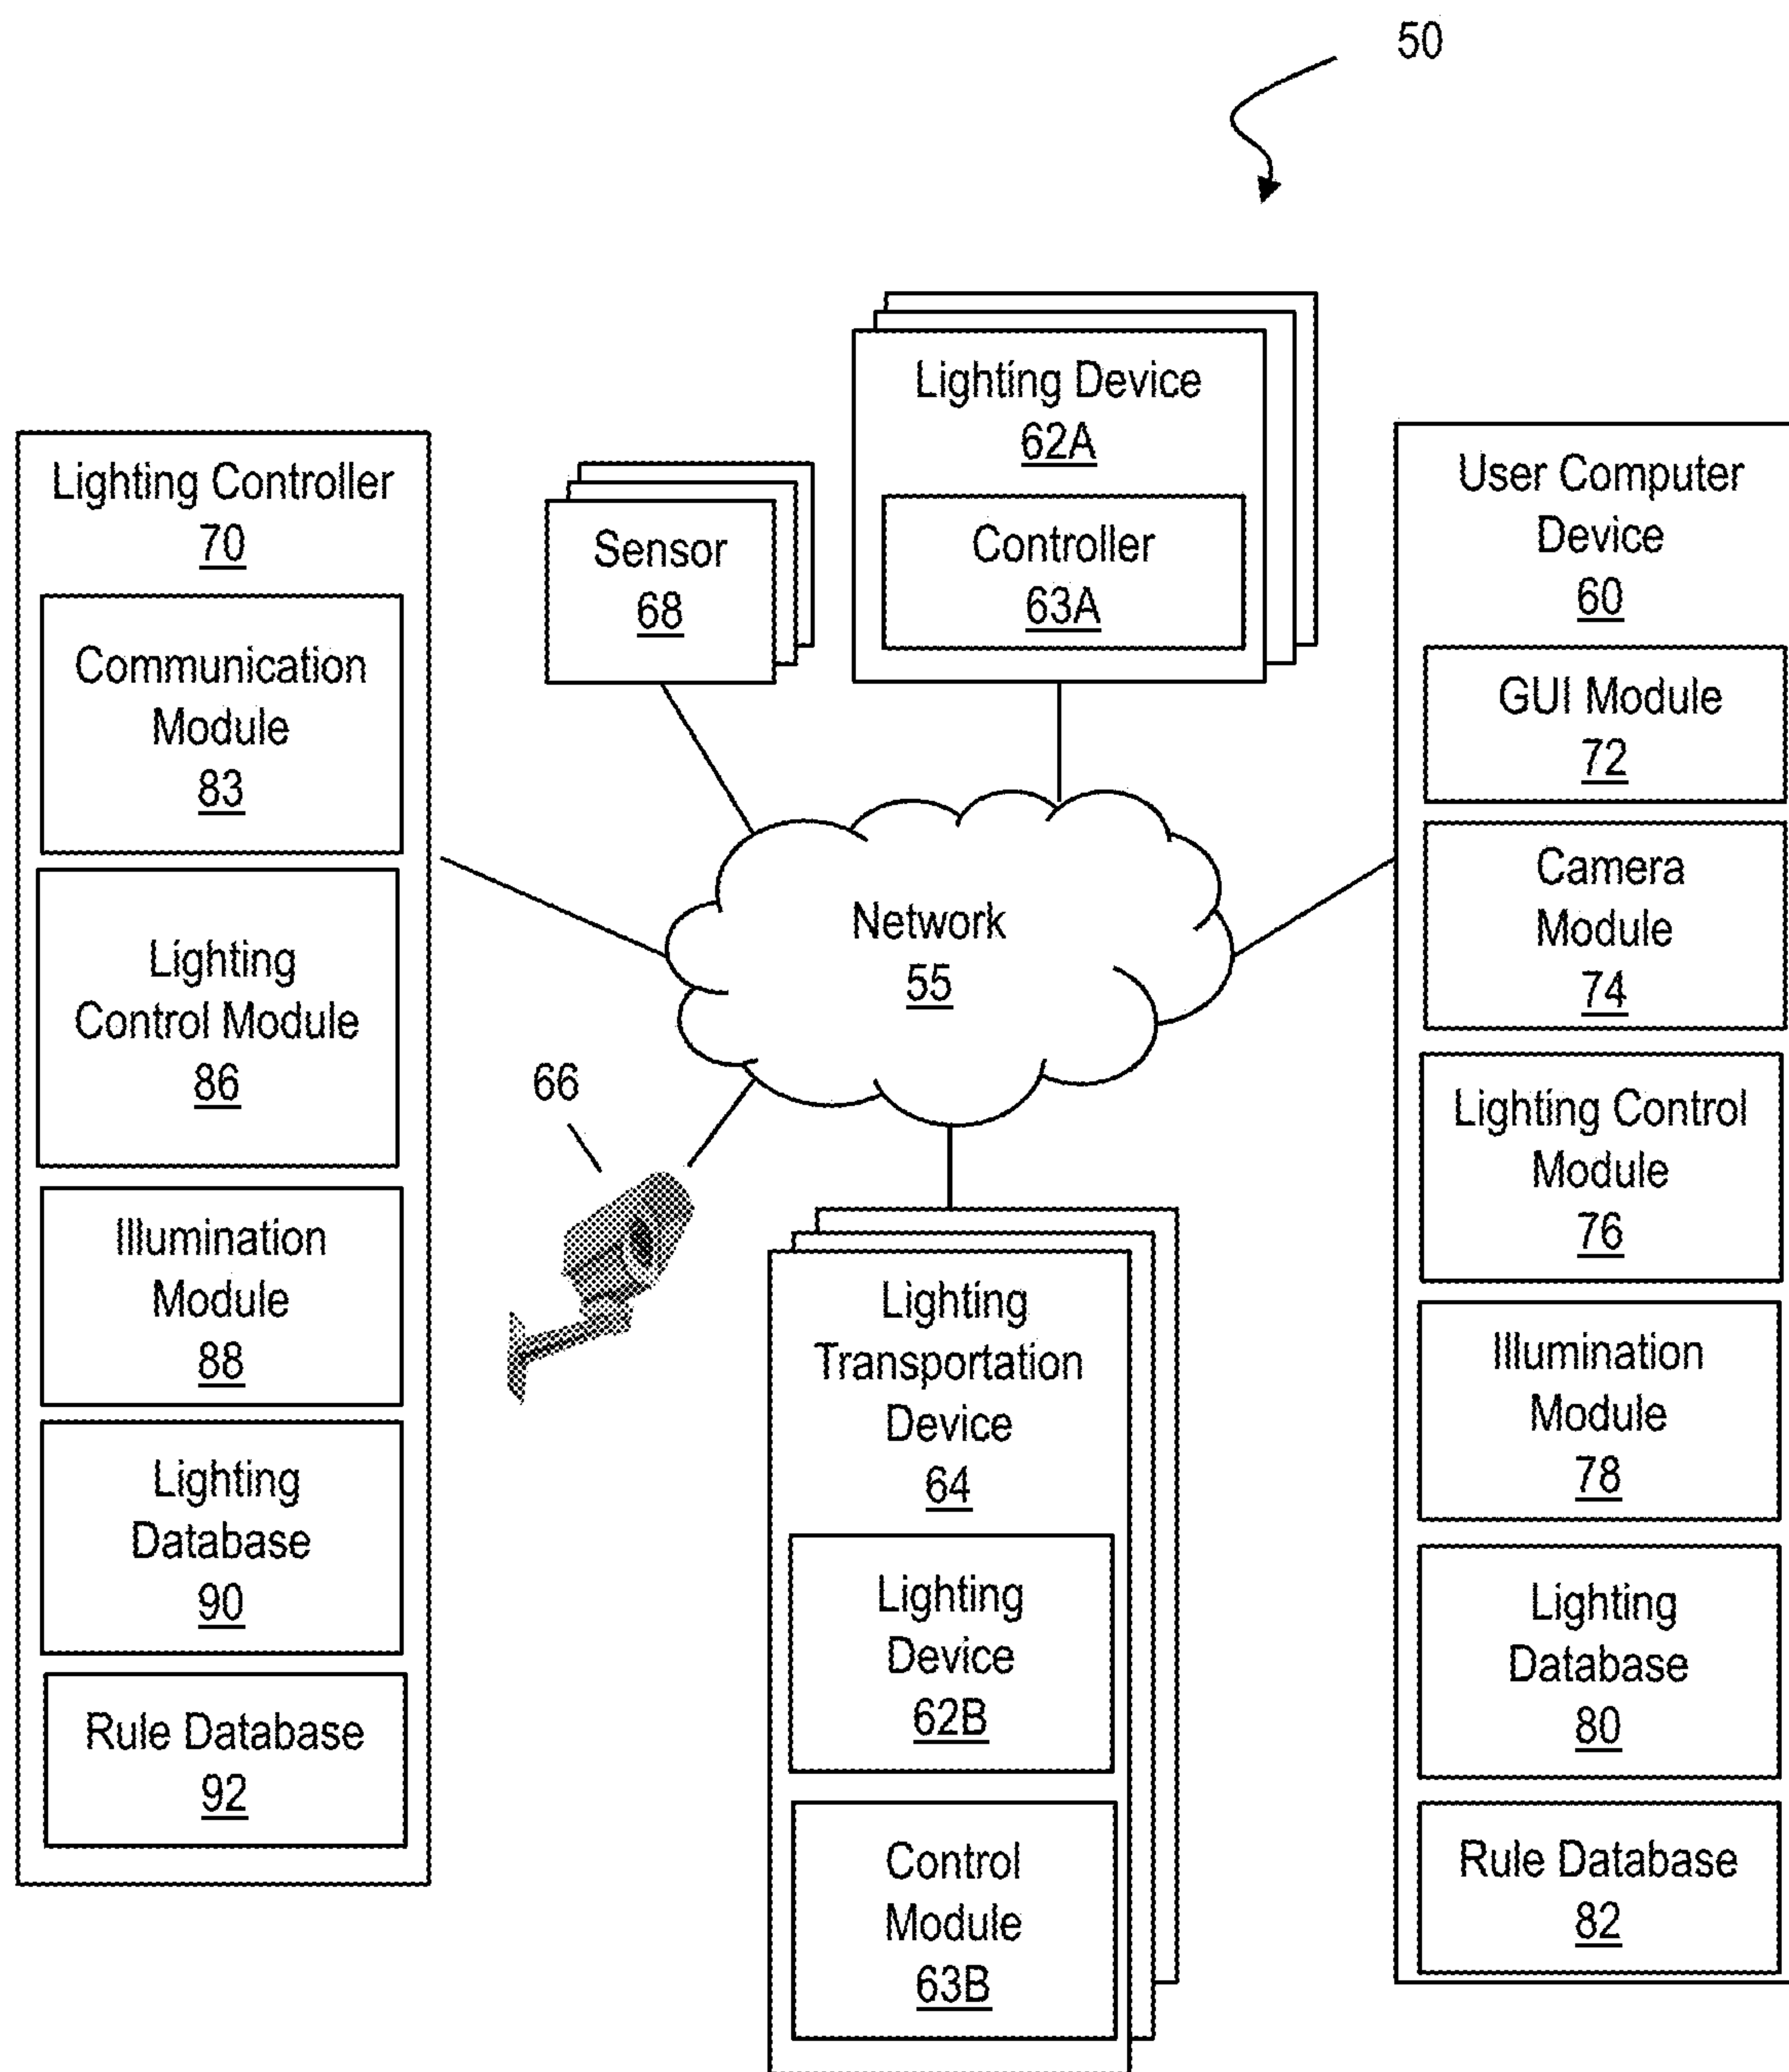 50
Lighting Controller
70
Communication
Module
83
Lighting
Control Module
86
Illumination
Module
88
Lighting
Database
90
Rule Database
92
Sensor
68
Lighting Device
62A
Controller
63A
Network
55
66
Lighting
Transportation
Device
64
Lighting
Device
62B
Control
Module
63B
User Computer
Device
60
GUI Module
72
Camera
Module
74
Lighting Control
Module
76
Illumination
Module
78
Lighting
Database
80
Rule Database
82